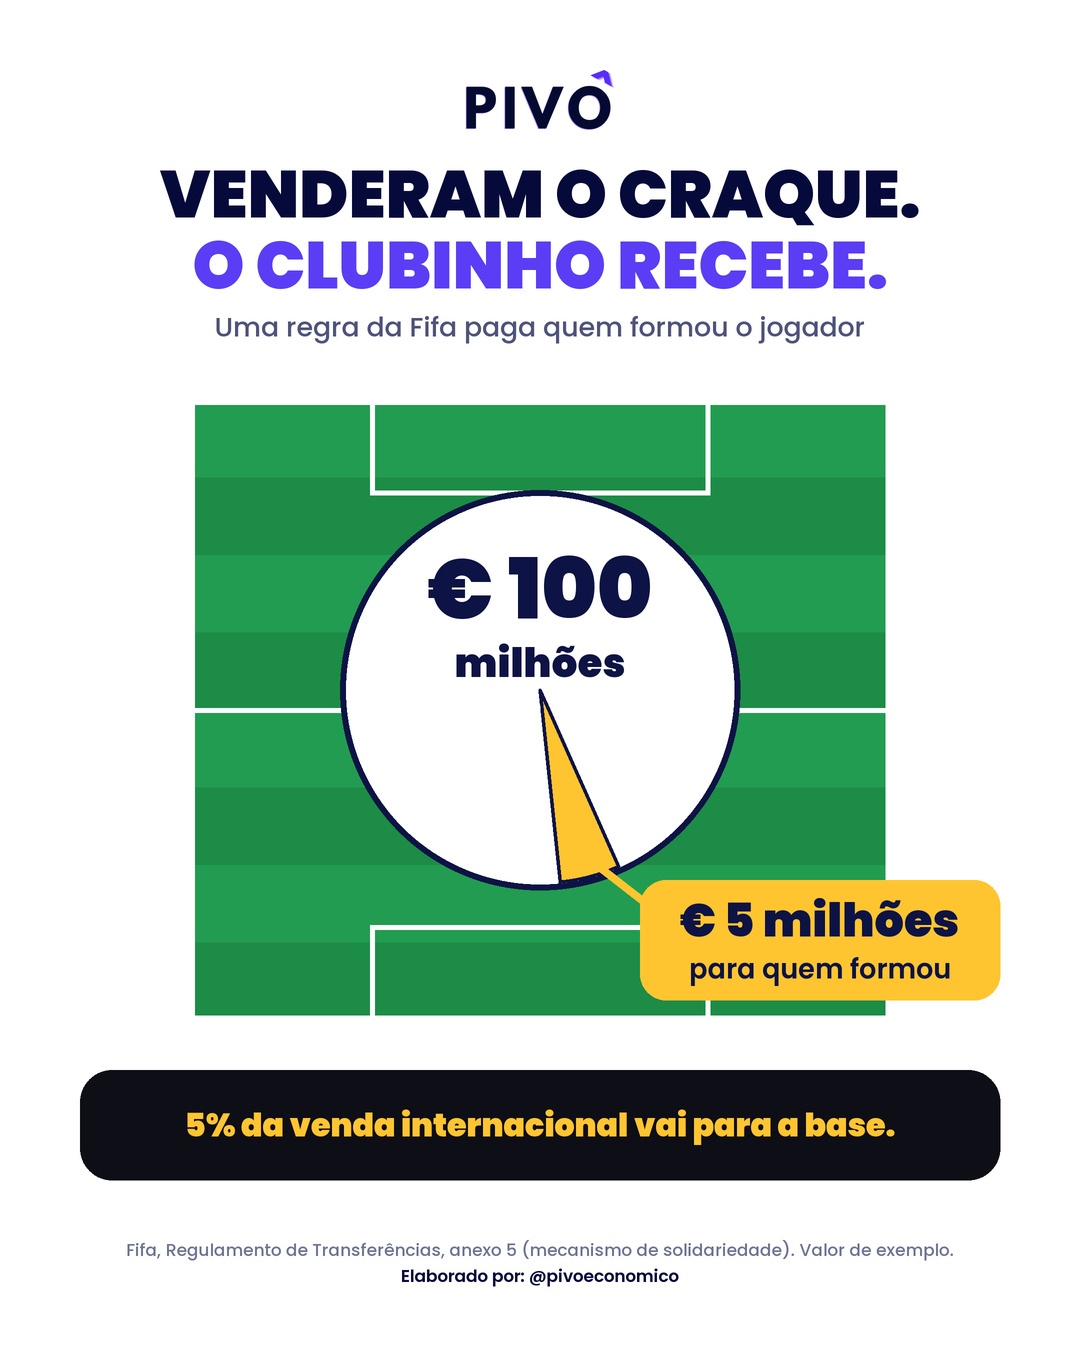 PIVÔ
VENDERAM O CRAQUE.
O CLUBINHO RECEBE.
Uma regra da Fifa paga quem formou o jogador
€ 100
milhões
€ 5 milhões
para quem formou
5% da venda internacional vai para a base.
Fifa, Regulamento de Transferências, anexo 5 (mecanismo de solidariedade). Valor de exemplo.
Elaborado por: @pivoeconomico